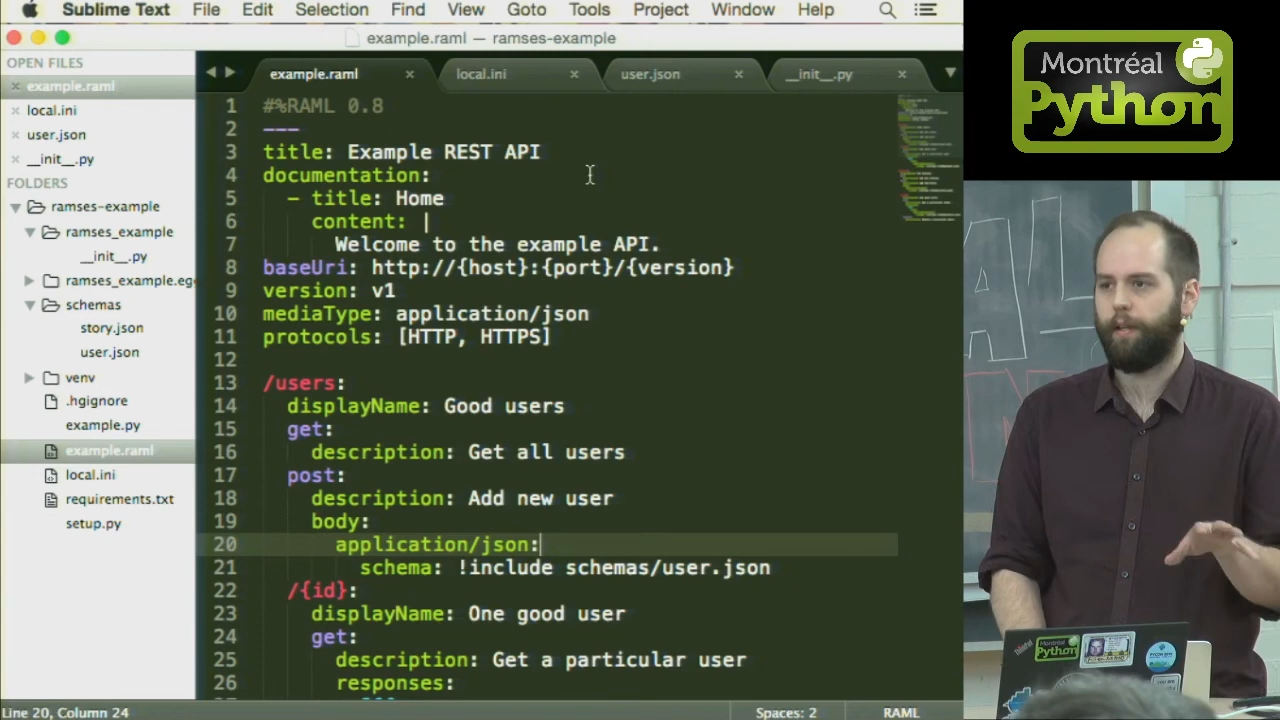 Sublime Text File Edit Selection Find View Goto Tools Project Window Help
example.raml — ramses-example
OPEN FILES
example.raml
local.ini
user.json
__init__.py
FOLDERS
ramses-example
ramses_example
__init__.py
ramses_example.eg
schemas
story.json
user.json
venv
.hgignore
example.py
example.raml
local.ini
requirements.txt
setup.py
example.raml local.ini user.json __init__.py
1 #%RAML 0.8
2 ---
3 title: Example REST API
4 documentation:
5 - title: Home
6 content: |
7 Welcome to the example API.
8 baseUri: http://{host}:{port}/{version}
9 version: v1
10 mediaType: application/json
11 protocols: [HTTP, HTTPS]
12
13 /users:
14 displayName: Good users
15 get:
16 description: Get all users
17 post:
18 description: Add new user
19 body:
20 application/json:
21 schema: !include schemas/user.json
22 /{id}:
23 displayName: One good user
24 get:
25 description: Get a particular user
26 responses:
Line 20, Column 24 Spaces: 2 RAML
Montréal
Python
Montréal
Python